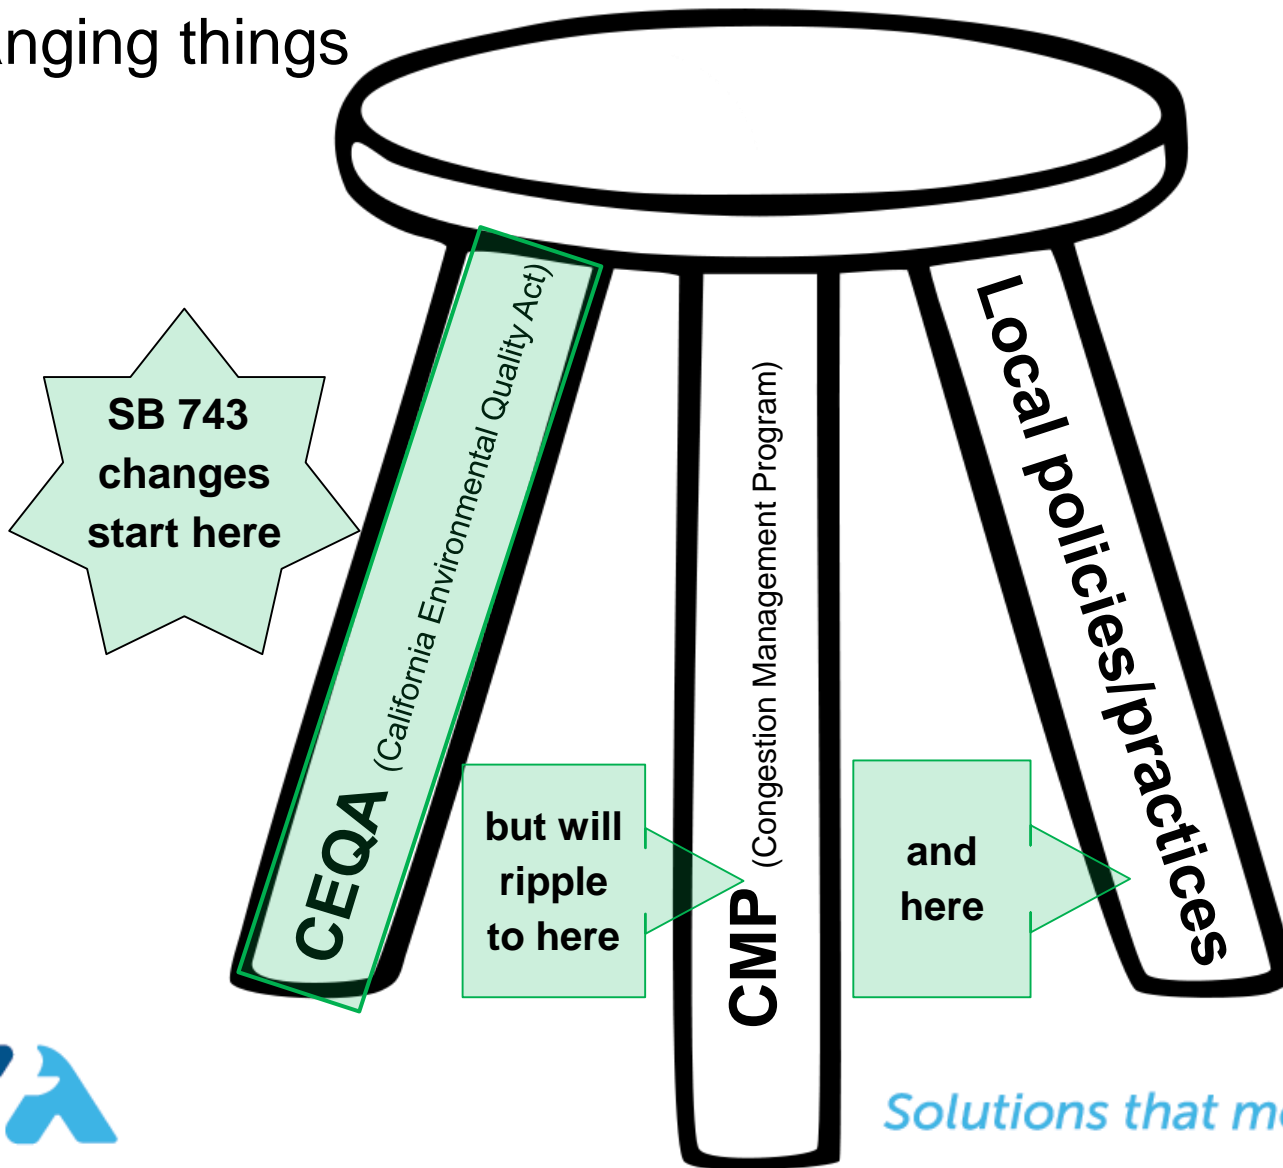 anging things
SB 743
changes
start here
CEQA (California Environmental Quality Act)
but will
ripple
to here
CMP (Congestion Management Program)
and
here
Local policies/practices
Solutions that